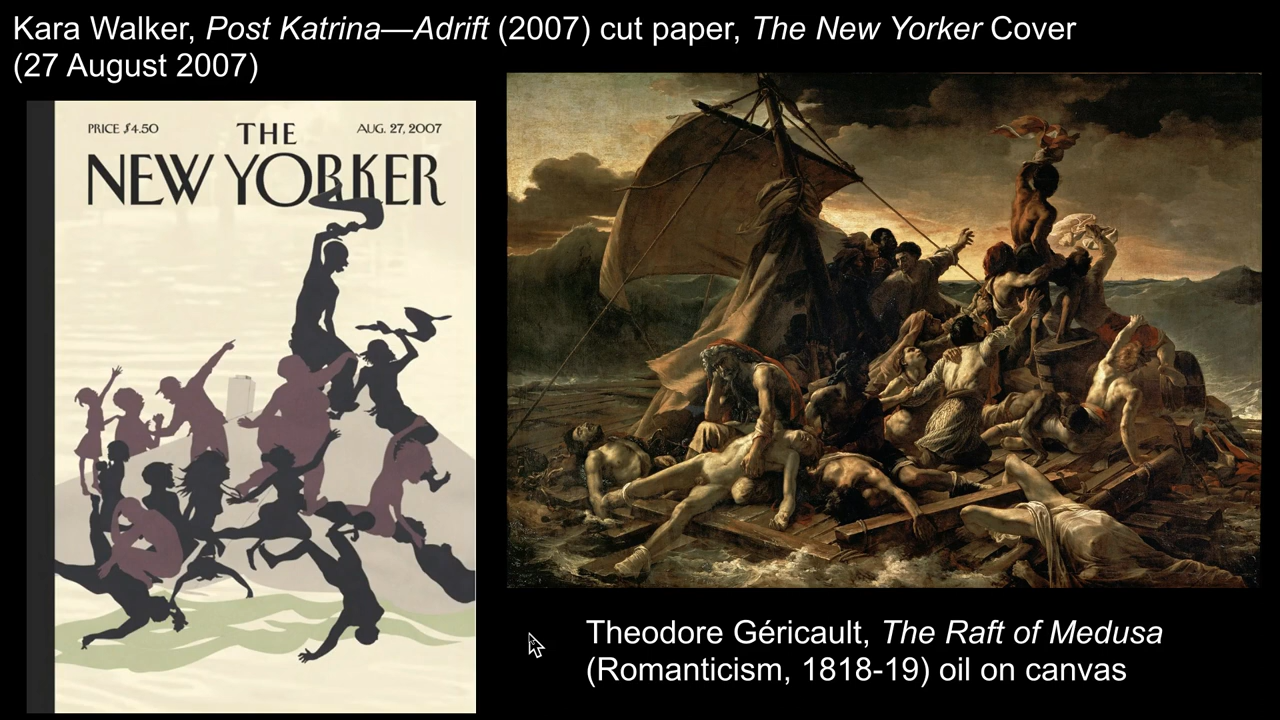 Kara Walker, Post Katrina—Adrift (2007) cut paper, The New Yorker Cover
(27 August 2007)
PRICE $4.50
THE
AUG. 27, 2007
NEW YORKER
Theodore Géricault, The Raft of Medusa
(Romanticism, 1818-19) oil on canvas